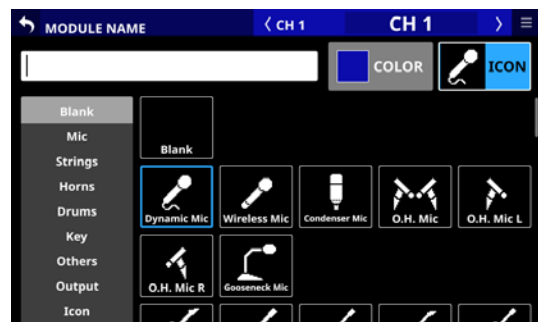 MODULE NAME
CH 1
CH 1
COLOR
ICON
Blank
Mic
Strings
Horns
Drums
Key
Others
Output
Icon
Blank
Dynamic Mic
Wireless Mic
Condenser Mic
O.H. Mic
O.H. Mic L
O.H. Mic R
Gooseneck Mic